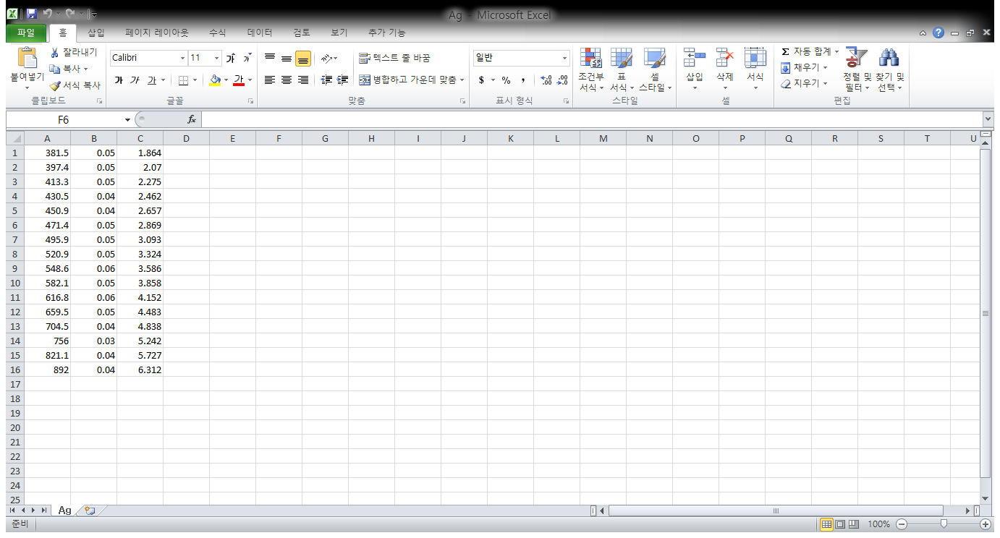 Ag - Microsoft Excel
파일 홈 삽입 페이지 레이아웃 수식 데이터 검토 보기 추가 기능
붙여넣기 잘라내기 복사 서식 복사 클립보드
Calibri 11 가 가 가 가 가 가 글꼴
텍스트 줄 바꿈 병합하고 가운데 맞춤 맞춤
일반 $ % , .0 .00 .00 .0 표시 형식
조건부 서식 표 서식 셀 스타일 스타일
삽입 삭제 서식 셀
Σ 자동 합계 채우기 지우기 정렬 및 필터 찾기 및 선택 편집
F6 fx
A B C D E F G H I J K L M N O P Q R S T U
1 381.5 0.05 1.864
2 397.4 0.05 2.07
3 413.3 0.05 2.275
4 430.5 0.04 2.462
5 450.9 0.04 2.657
6 471.4 0.05 2.869
7 495.9 0.05 3.093
8 520.9 0.05 3.324
9 548.6 0.06 3.586
10 582.1 0.05 3.858
11 616.8 0.06 4.152
12 659.5 0.05 4.483
13 704.5 0.04 4.838
14 756 0.03 5.242
15 821.1 0.04 5.727
16 892 0.04 6.312
17
18
19
20
21
22
23
24
25
Ag
준비 100%